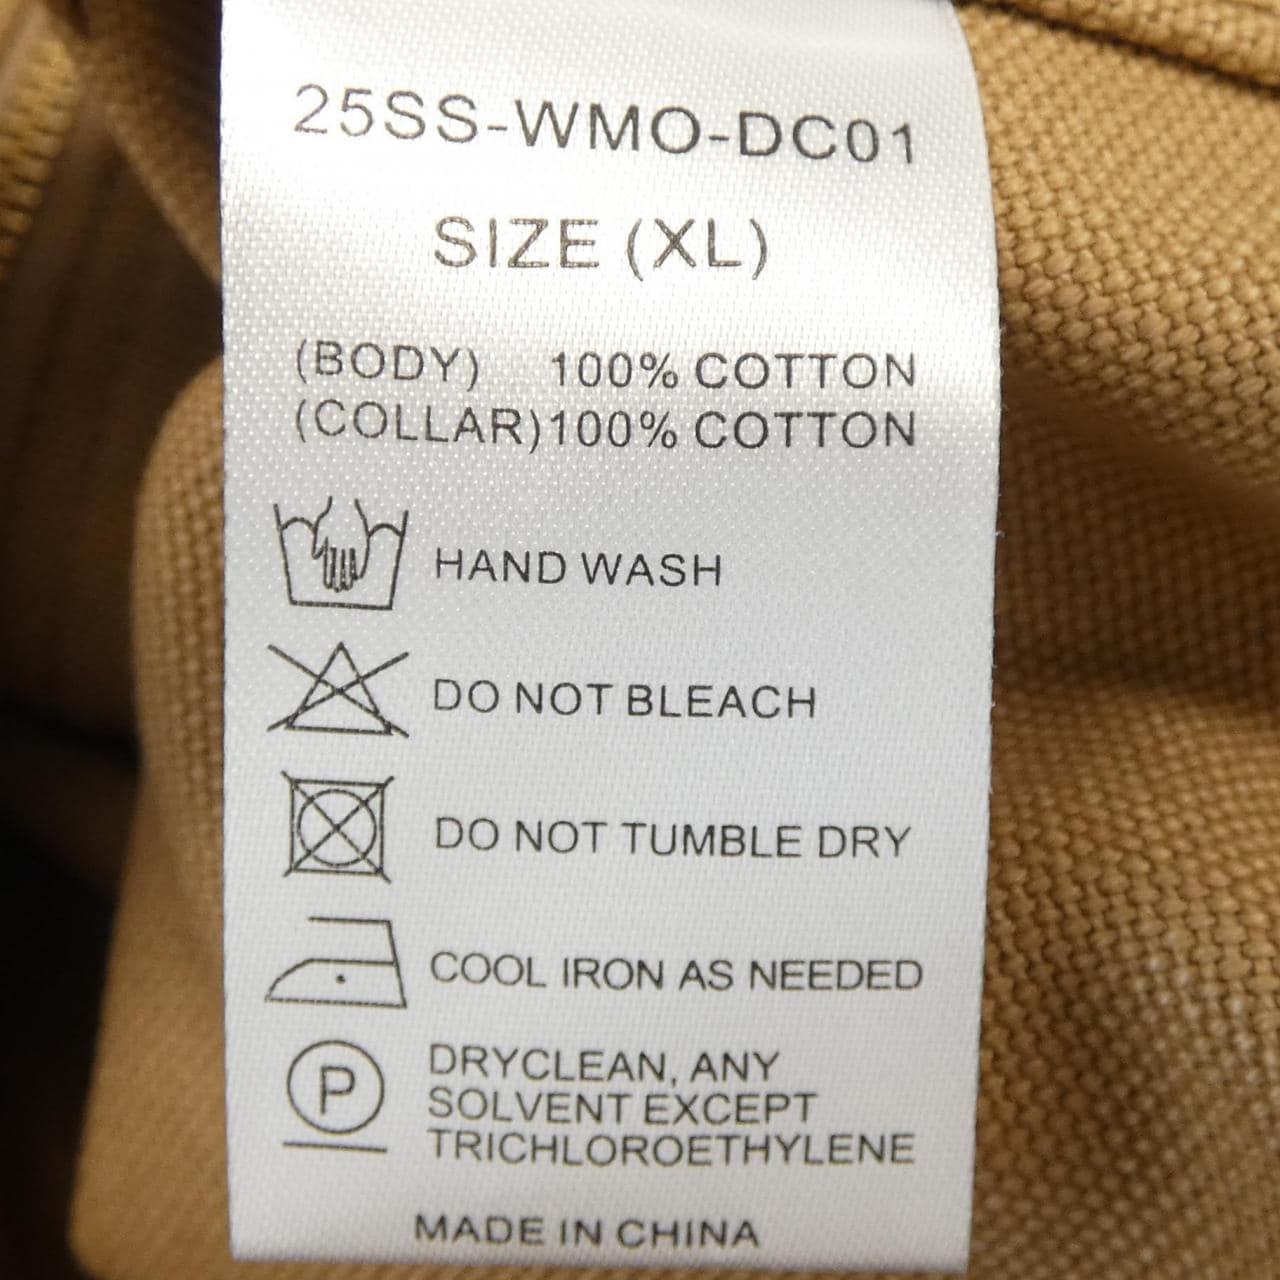 25SS-WMO-DC01
SIZE (XL)
(BODY) 100% COTTON
(COLLAR) 100% COTTON
HAND WASH
DO NOT BLEACH
DO NOT TUMBLE DRY
COOL IRON AS NEEDED
P
DRYCLEAN, ANY
SOLVENT EXCEPT
TRICHLOROETHYLENE
MADE IN CHINA